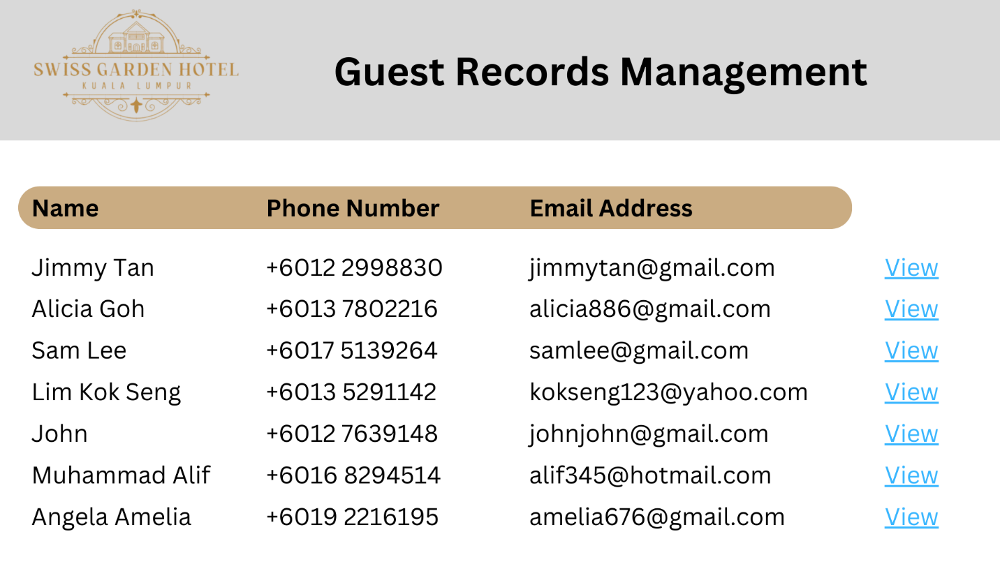 SWISS GARDEN HOTEL
KUALA LUMPUR
Guest Records Management
Name Phone Number Email Address
Jimmy Tan +6012 2998830 jimmytan@gmail.com View
Alicia Goh +6013 7802216 alicia886@gmail.com View
Sam Lee +6017 5139264 samlee@gmail.com View
Lim Kok Seng +6013 5291142 kokseng123@yahoo.com View
John +6012 7639148 johnjohn@gmail.com View
Muhammad Alif +6016 8294514 alif345@hotmail.com View
Angela Amelia +6019 2216195 amelia676@gmail.com View